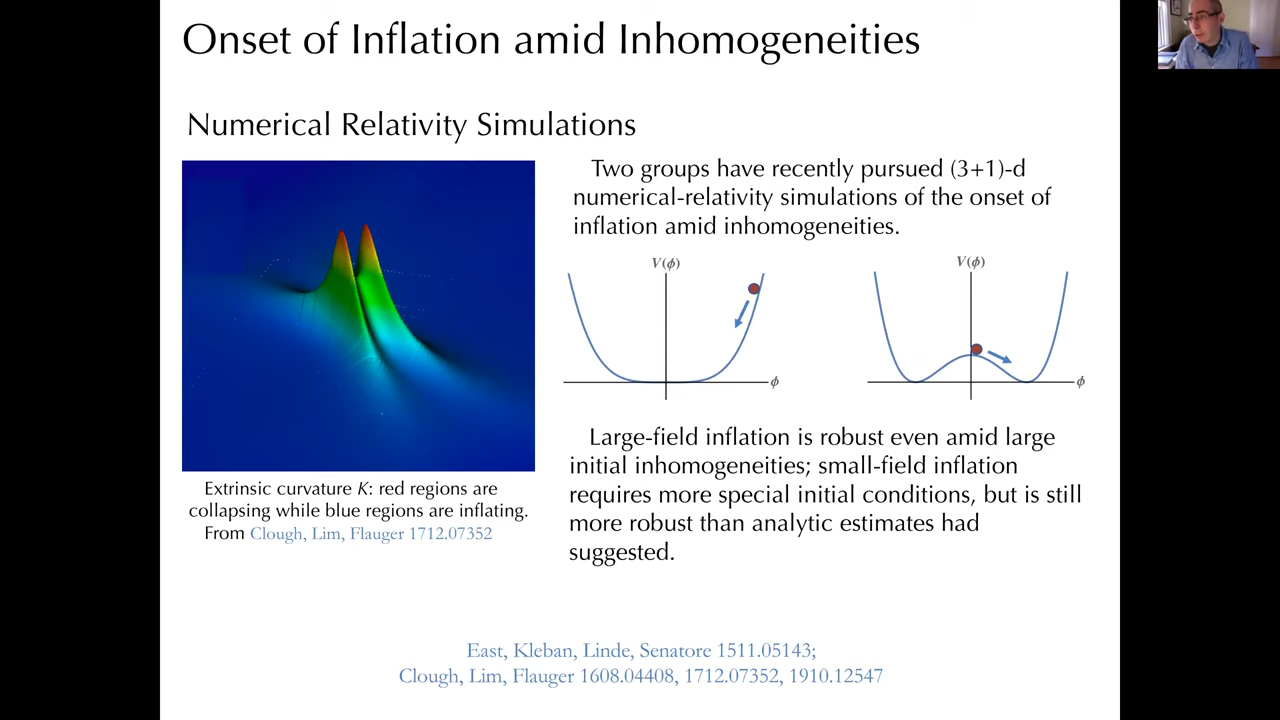 Onset of Inflation amid Inhomogeneities
Numerical Relativity Simulations
Two groups have recently pursued (3+1)-d
numerical-relativity simulations of the onset of
inflation amid inhomogeneities.
V(ϕ)
ϕ
V(ϕ)
ϕ
Large-field inflation is robust even amid large
initial inhomogeneities; small-field inflation
requires more special initial conditions, but is still
more robust than analytic estimates had
suggested.
Extrinsic curvature K: red regions are
collapsing while blue regions are inflating.
From Clough, Lim, Flauger 1712.07352
East, Kleban, Linde, Senatore 1511.05143;
Clough, Lim, Flauger 1608.04408, 1712.07352, 1910.12547